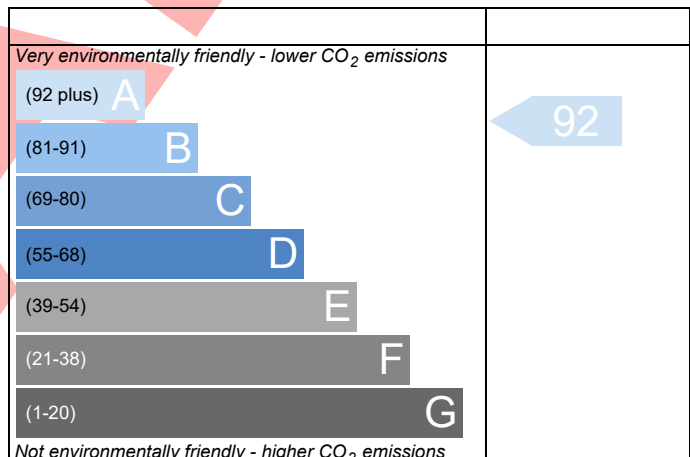 Very environmentally friendly - lower CO2 emissions
(92 plus) A
92
(81-91) B
(69-80) C
(55-68) D
(39-54) E
(21-38) F
(1-20) G
Not environmentally friendly - higher CO2 emissions